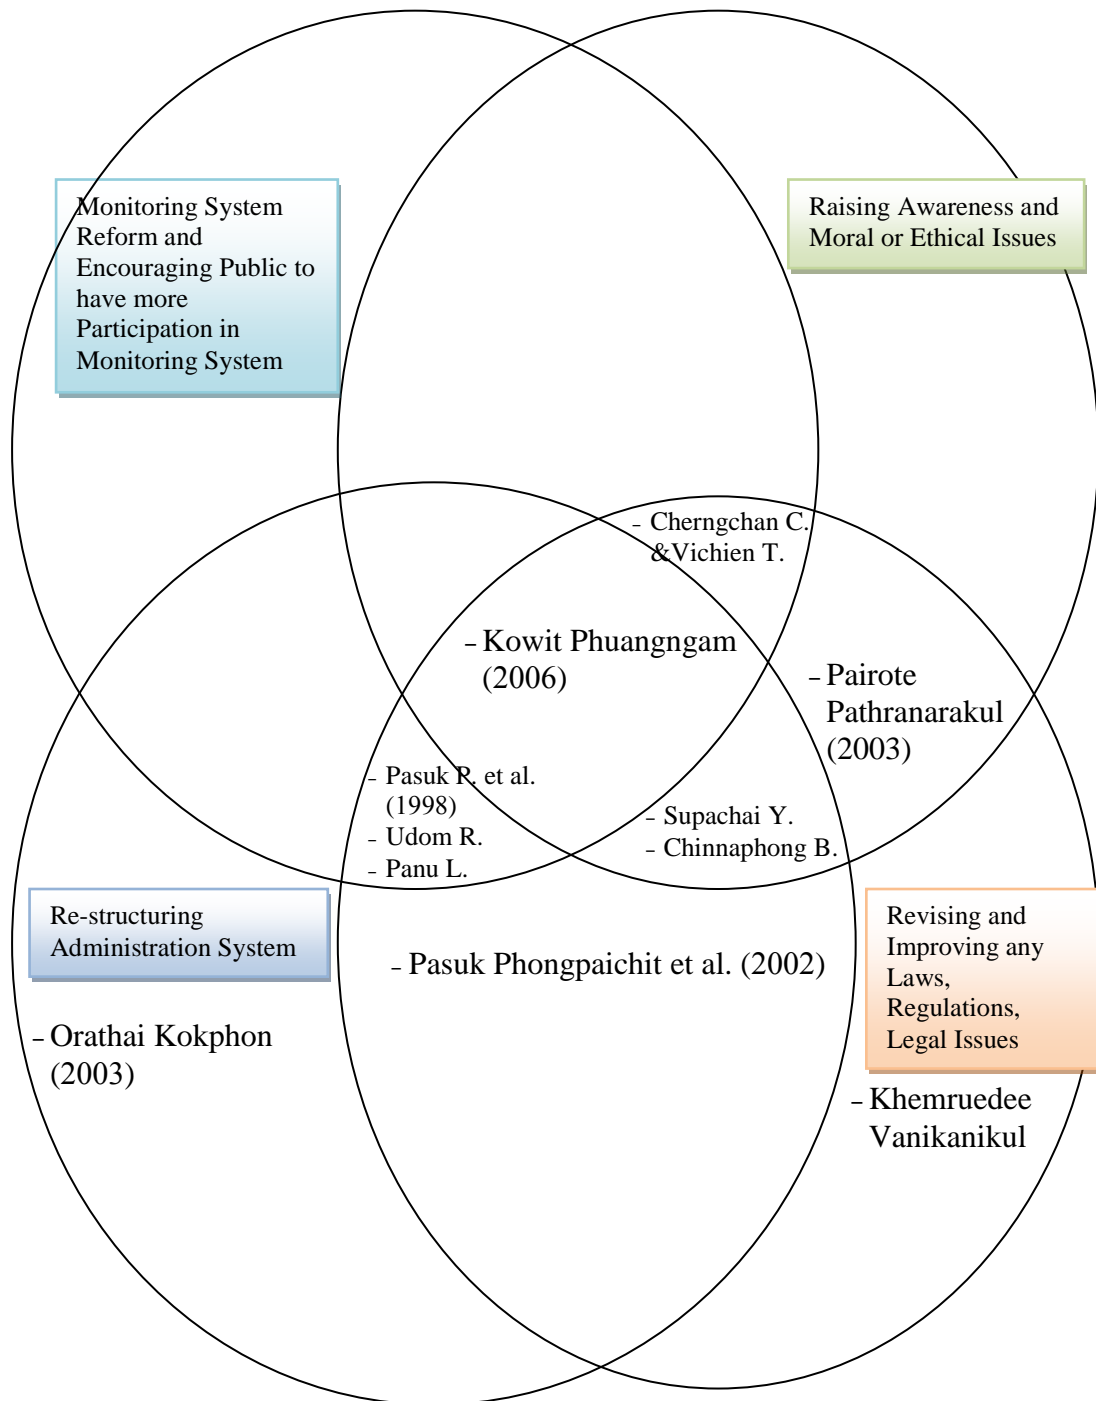 Monitoring System
Reform and
Encouraging Public to
have more
Participation in
Monitoring System
Raising Awareness and
Moral or Ethical Issues
- Cherngchan C.
&Vichien T.
- Kowit Phuangngam
(2006)
- Pairote
Pathranarakul
(2003)
- Pasuk P. et al.
(1998)
- Udom R.
- Panu L.
- Supachai Y.
- Chinnaphong B.
Re-structuring
Administration System
Revising and
Improving any
Laws,
Regulations,
Legal Issues
- Pasuk Phongpaichit et al. (2002)
- Orathai Kokphon
(2003)
- Khemruedee
Vanikanikul